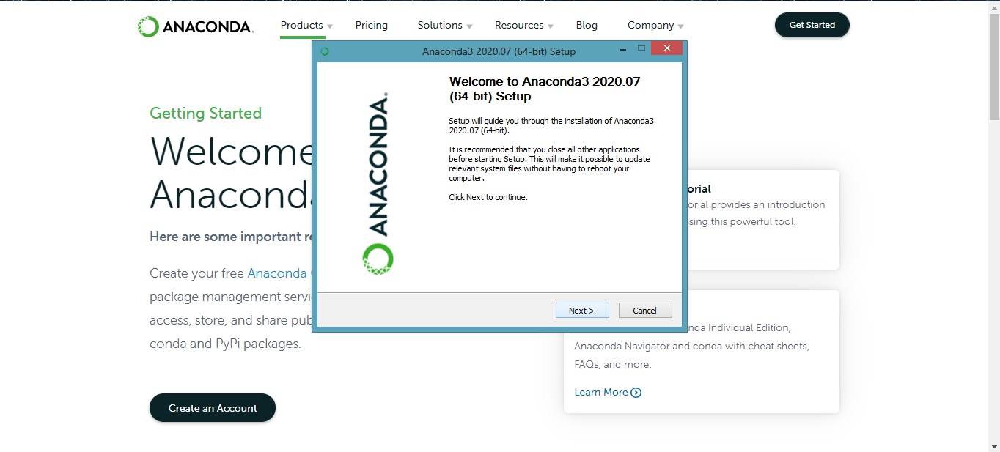 ANACONDA.
Products
Pricing
Solutions
Resources
Blog
Company
Get Started
Anaconda3 2020.07 (64-bit) Setup
Welcome to Anaconda3 2020.07
(64-bit) Setup
Setup will guide you through the installation of Anaconda3
2020.07 (64-bit).
It is recommended that you close all other applications
before starting Setup. This will make it possible to update
relevant system files without having to reboot your
computer.
Click Next to continue.
ANACONDA.
Next >
Cancel
Getting Started
Welcome
Anaconda
Here are some important
Create your free Anaconda
package management
access, store, and share
conda and PyPi packages.
Create an Account
provides an introduction
this powerful tool.
Individual Edition,
Anaconda Navigator and conda with cheat sheets,
FAQs, and more.
Learn More